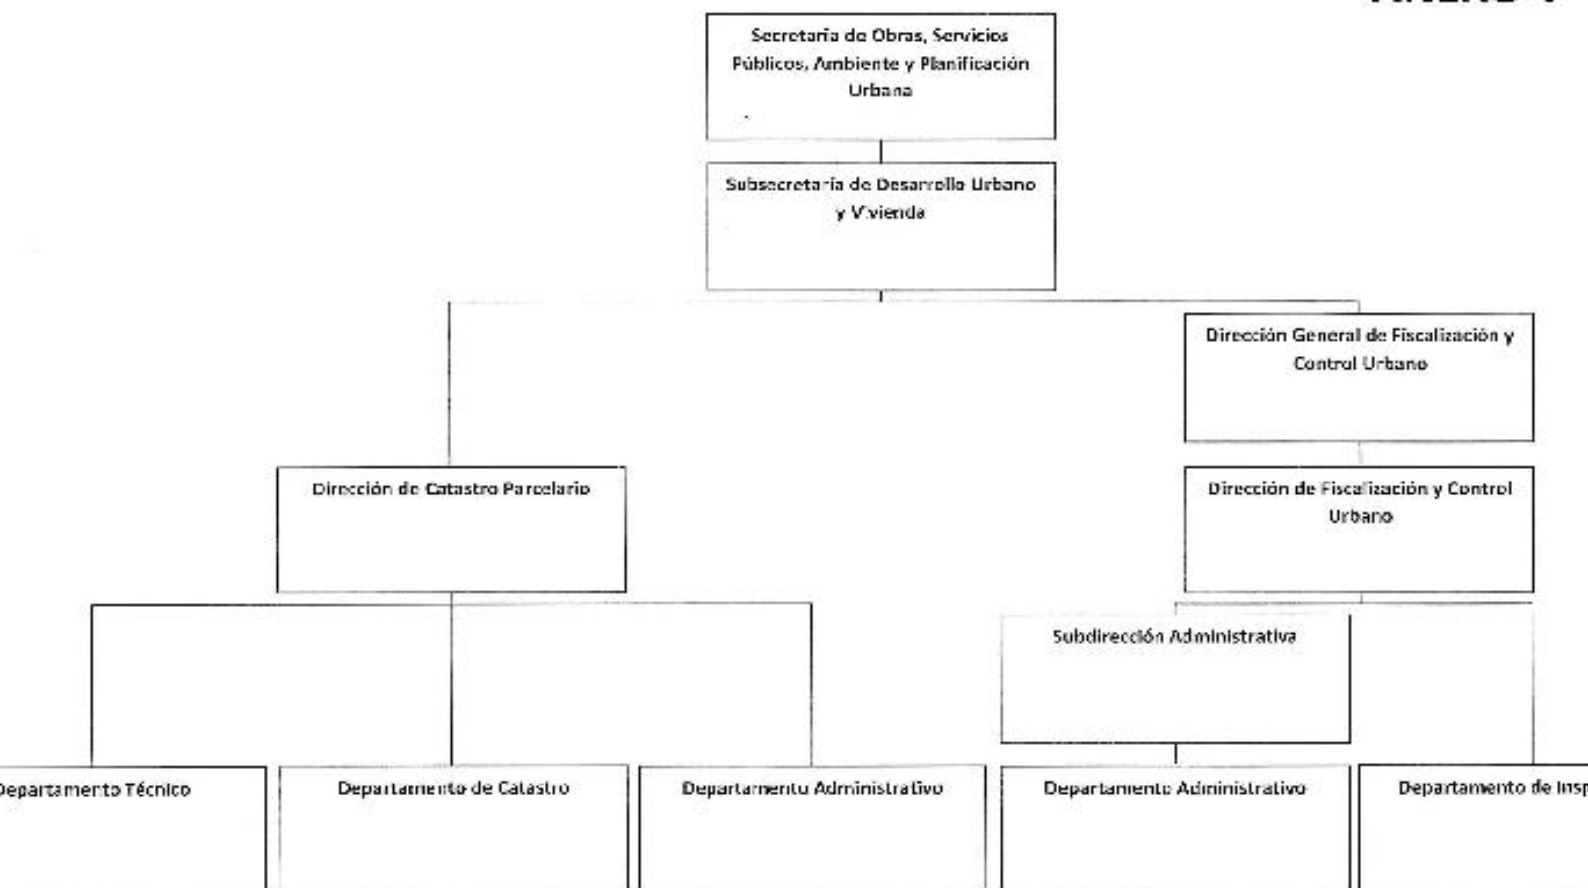 Secretaría de Obras, Servicios
Públicos, Ambiente y Planificación
Urbana
Subsecretaría de Desarrollo Urbano
y Vivienda
Dirección General de Fiscalización y
Control Urbano
Dirección de Catastro Parcelario
Dirección de Fiscalización y Control
Urbano
Subdirección Administrativa
Departamento Técnico
Departamento de Catastro
Departamento Administrativo
Departamento Administrativo
Departamento de